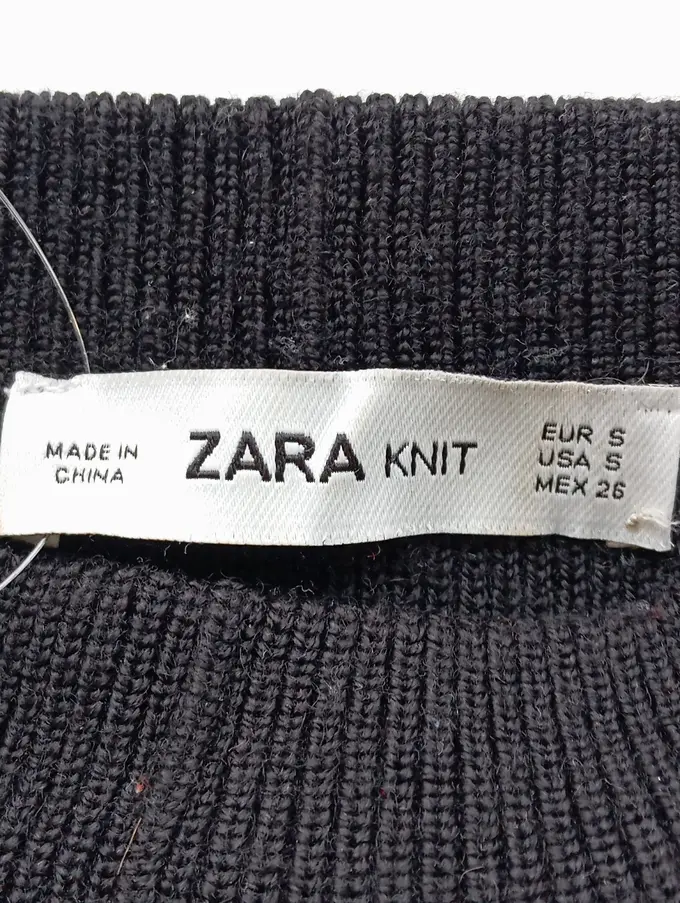 MADE IN
CHINA
ZARA KNIT
EUR S
USA S
MEX 26